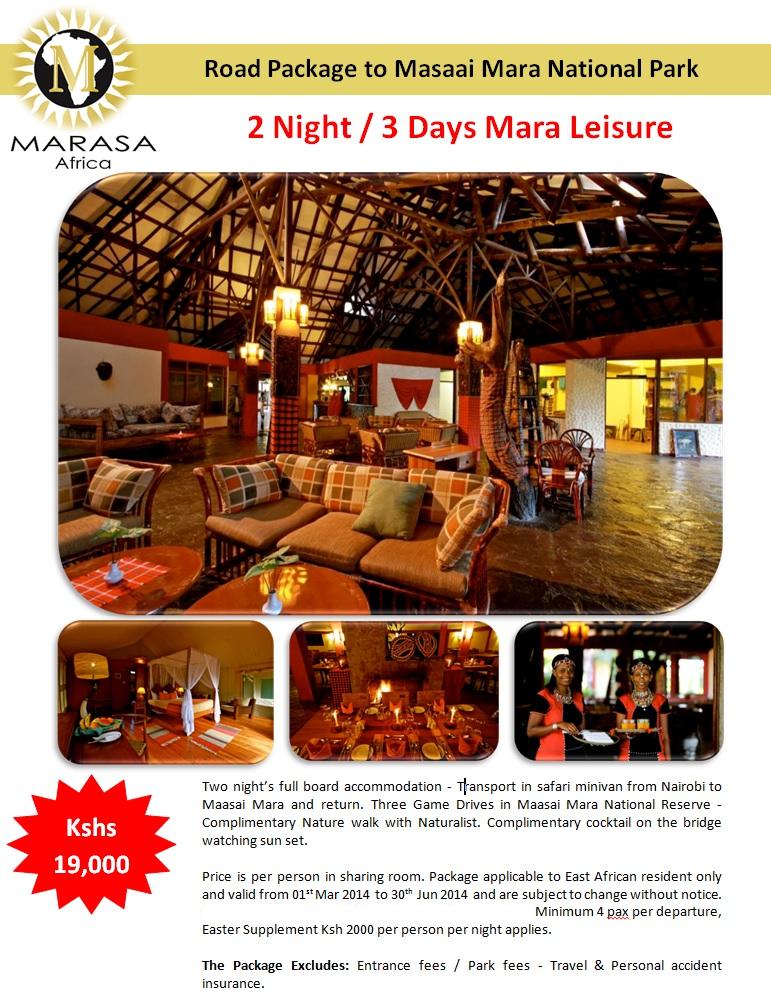 M
MARASA
Africa
Road Package to Masaai Mara National Park
2 Night / 3 Days Mara Leisure
Kshs
19,000
Two night’s full board accommodation - Transport in safari minivan from Nairobi to
Maasai Mara and return. Three Game Drives in Maasai Mara National Reserve -
Complimentary Nature walk with Naturalist. Complimentary cocktail on the bridge
watching sun set.
Price is per person in sharing room. Package applicable to East African resident only
and valid from 01st Mar 2014 to 30th Jun 2014 and are subject to change without notice.
Minimum 4 pax per departure,
Easter Supplement Ksh 2000 per person per night applies.
The Package Excludes: Entrance fees / Park fees - Travel & Personal accident
insurance.